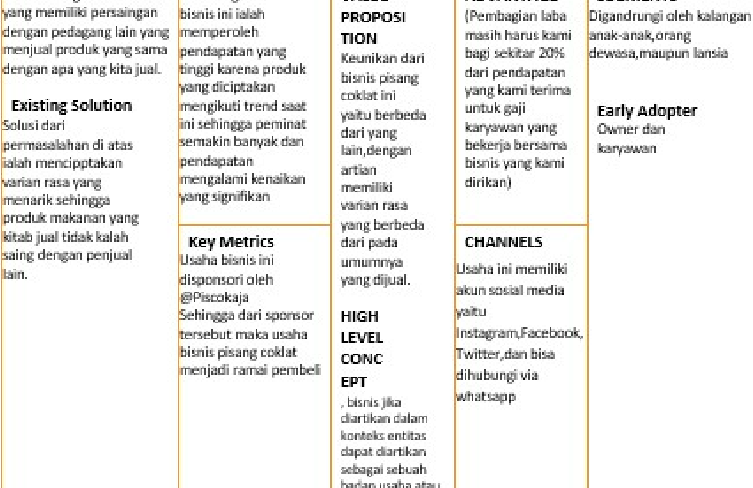 yang memiliki persaingan
dengan pedagang lain yang
menjual produk yang sama
dengan apa yang kita jual.
Existing Solution
Solusi dari
permasalahan di atas
ialah mencipptakan
varian rasa yang
menarik sehingga
produk makanan yang
kitab jual tidak kalah
saing dengan penjual
lain.
bisnis ini ialah
memperoleh
pendapatan yang
tinggi karena produk
yang diciptakan
mengikuti trend saat
ini sehingga peminat
semakin banyak dan
pendapatan
mengalami kenaikan
yang signifikan
Key Metrics
Usaha bisnis ini
disponsori oleh
@Piscokaja
Sehingga dari sponsor
tersebut maka usaha
bisnis pisang coklat
menjadi ramai pembeli
PROPOSI
TION
Keunikan dari
bisnis pisang
coklat ini
yaitu berbeda
dari yang
lain,dengan
artian
memiliki
varian rasa
yang berbeda
dari pada
umumnya
yang dijual.
HIGH
LEVEL
CONC
EPT
, bisnis jika
diartikan dalam
konteks entitas
dapat diartikan
sebagai sebuah
badan usaha atau
(Pembagian laba
masih harus kami
bagi sekitar 20%
dari pendapatan
yang kami terima
untuk gaji
karyawan yang
bekerja bersama
bisnis yang kami
dirikan)
CHANNELS
Usaha ini memiliki
akun sosial media
yaitu
Instagram,Facebook,
Twitter,dan bisa
dihubungi via
whatsapp
Digandrungi oleh kalangan
anak-anak,orang
dewasa,maupun lansia
Early Adopter
Owner dan
karyawan